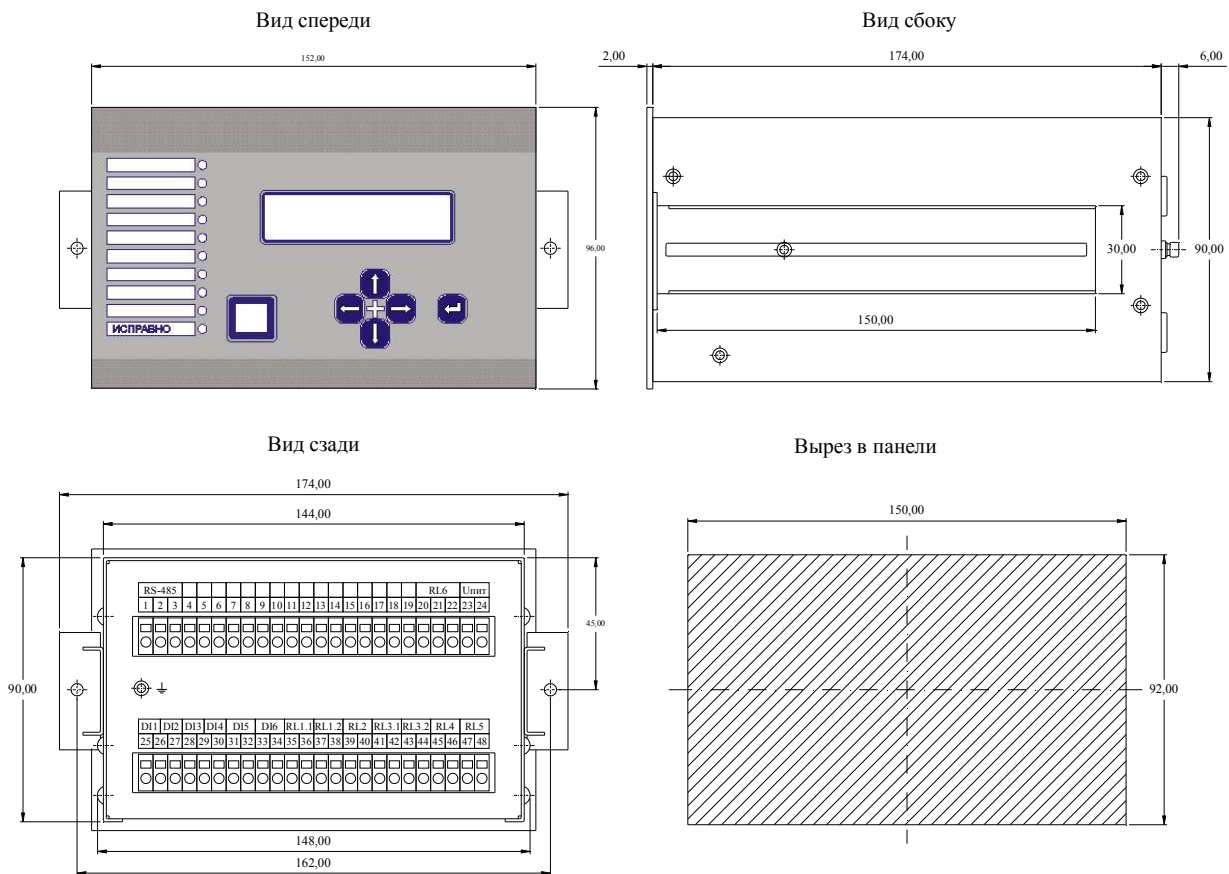 Вид спереди
152,00
96,00
ИСПРАВНО
Вид сбоку
2,00
174,00
6,00
30,00
90,00
150,00
Вид сзади
174,00
144,00
RS-485 RL6 Uпит
1 2 3 4 5 6 7 8 9 10 11 12 13 14 15 16 17 18 19 20 21 22 23 24
45,00
90,00
DI1 DI2 DI3 DI4 DI5 DI6 RL1.1 RL1.2 RL2 RL3.1 RL3.2 RL4 RL5
25 26 27 28 29 30 31 32 33 34 35 36 37 38 39 40 41 42 43 44 45 46 47 48
148,00
162,00
Вырез в панели
150,00
92,00